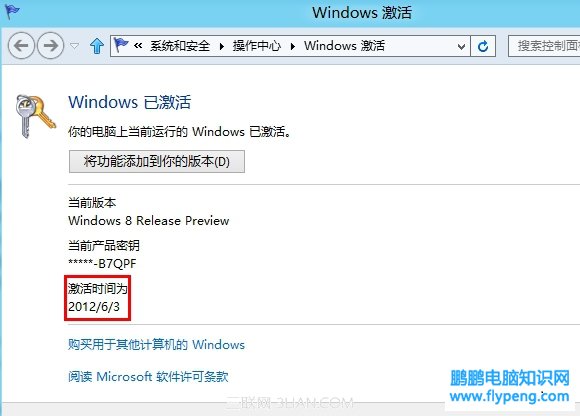 Windows 激活
« 系统和安全 ▸ 操作中心 ▸ Windows 激活
搜索控制面板
Windows 已激活
你的电脑上当前运行的 Windows 已激活。
将功能添加到你的版本(D)
当前版本
Windows 8 Release Preview
当前产品密钥
*****-B7QPF
激活时间为
2012/6/3
购买用于其他计算机的 Windows
阅读 Microsoft 软件许可条款
三联网-3LIAN.COM
鹏鹏电脑知识网
www.flypeng.com